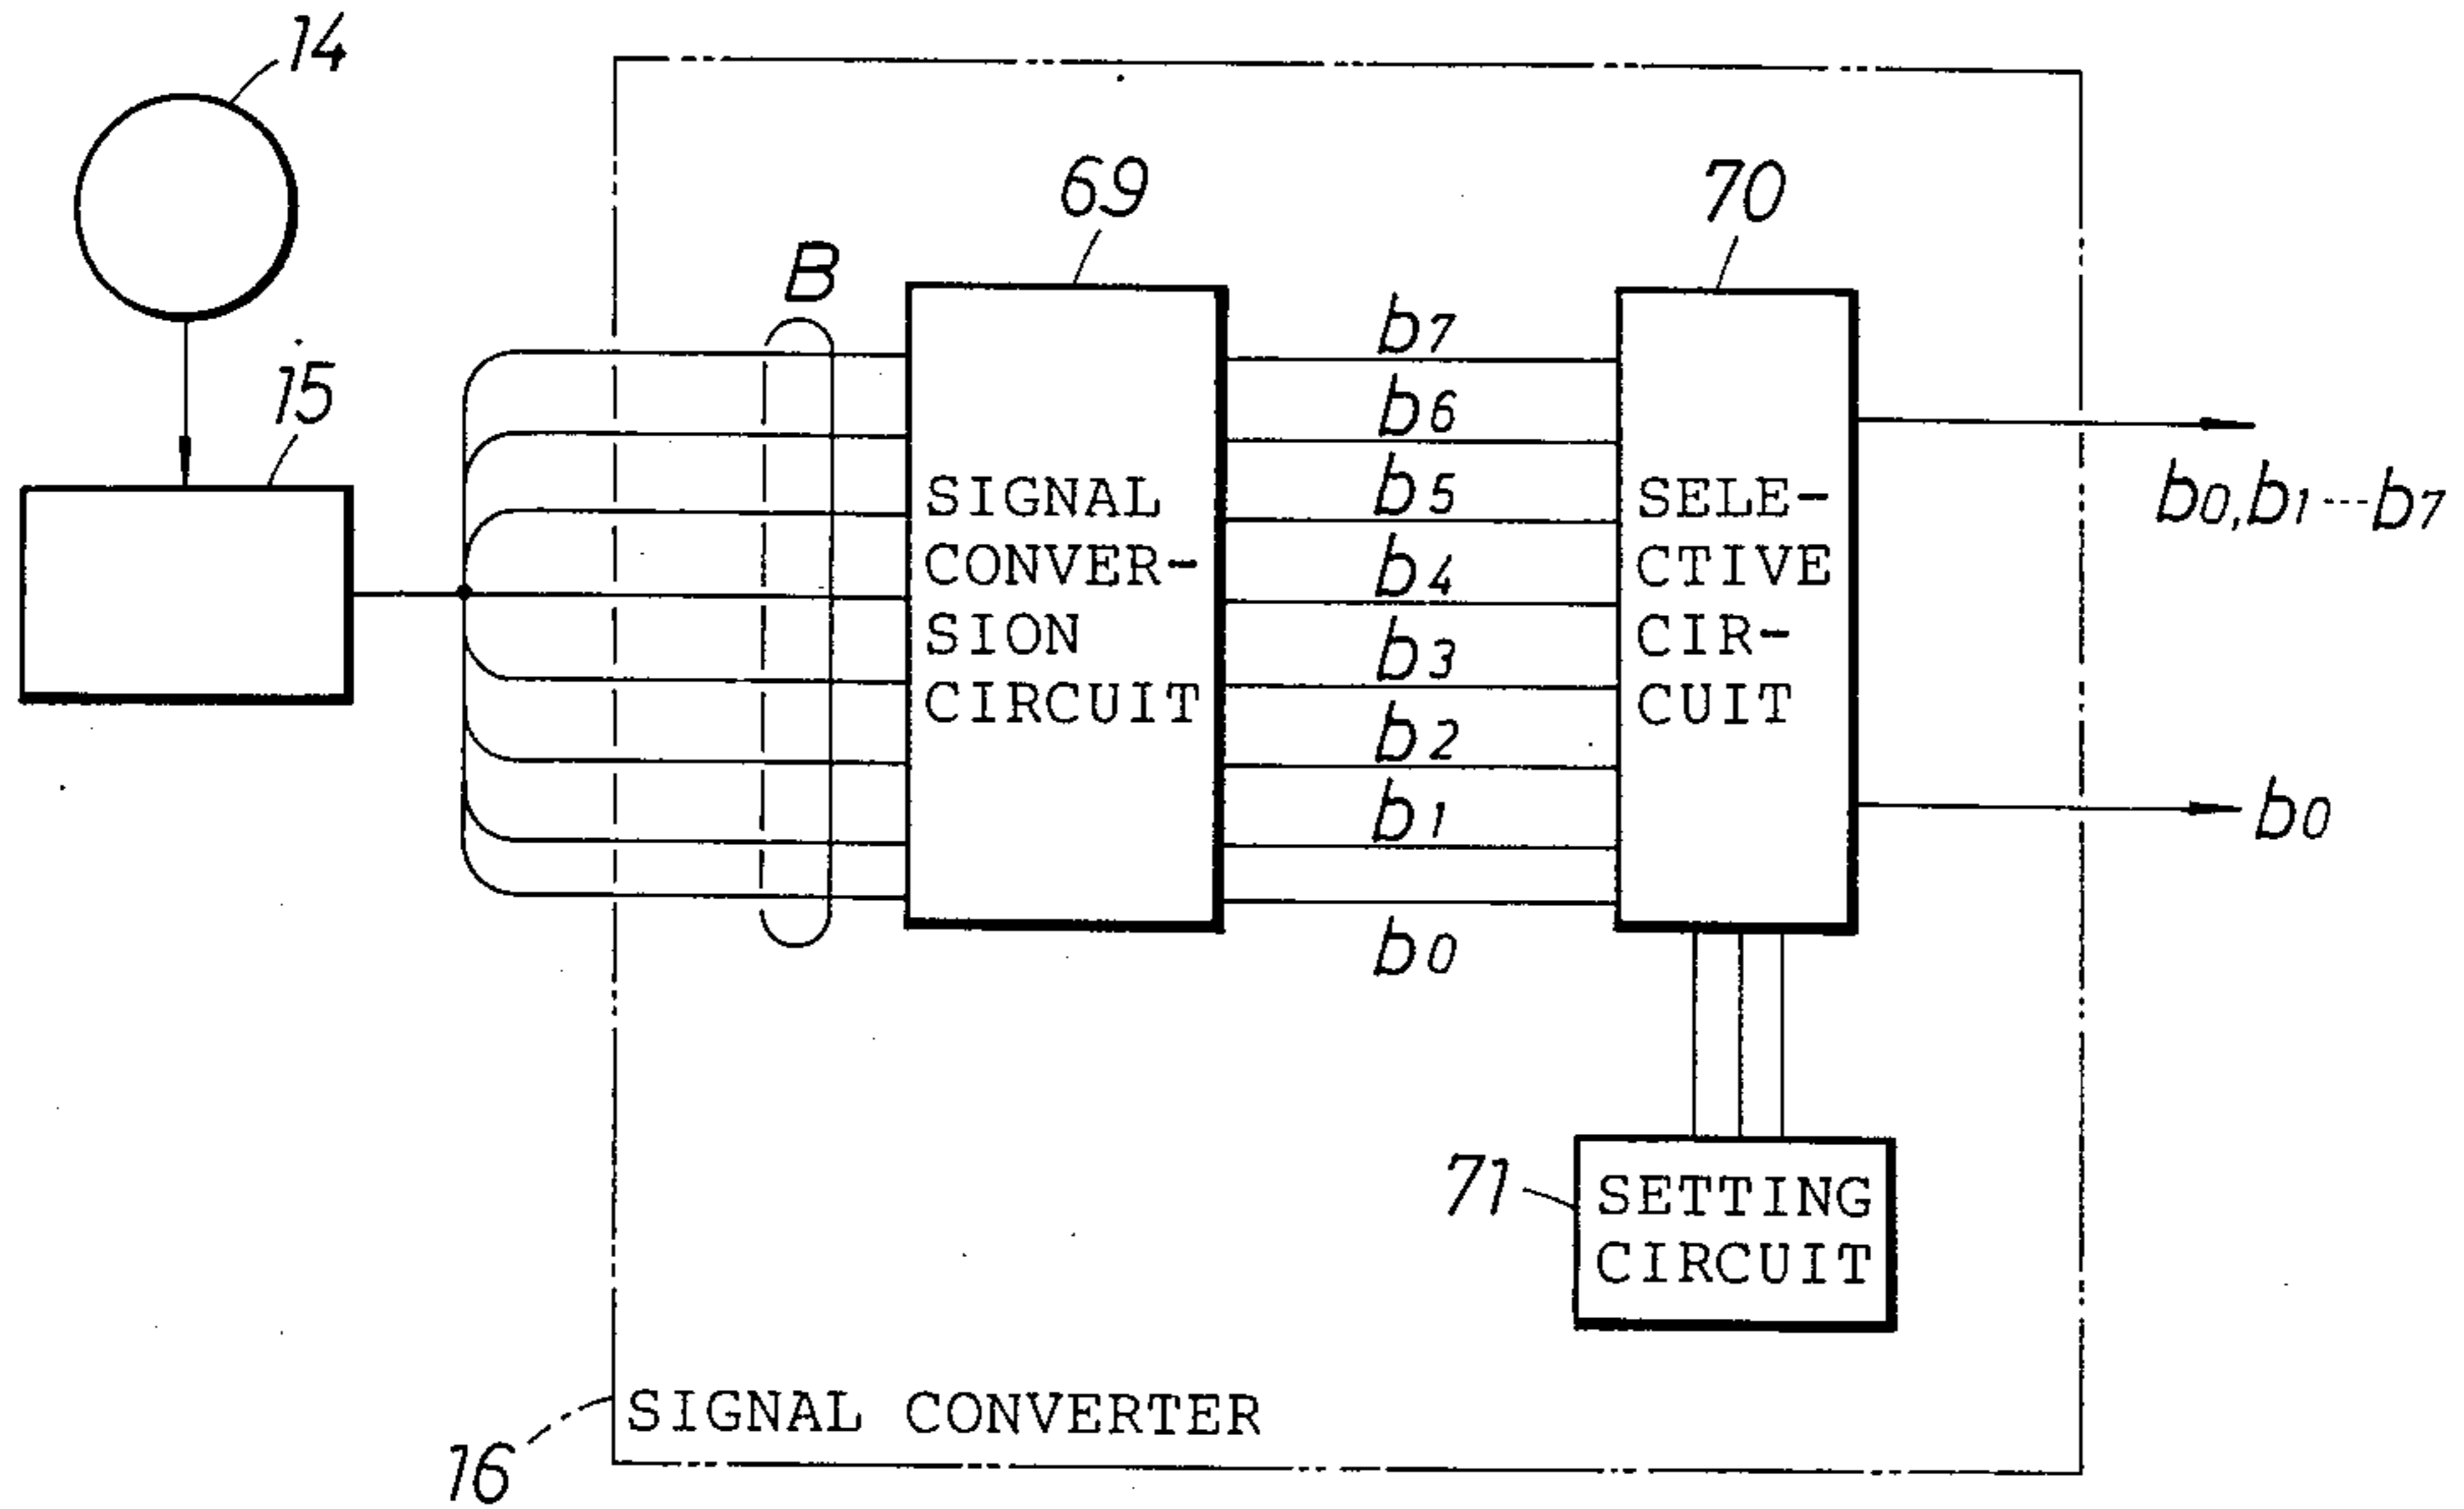 14
15
B
69
70
b7
b6
b5
b4
b3
b2
b1
b0
SIGNAL
CONVER-
SION
CIRCUIT
SELE-
CTIVE
CIR-
CUIT
b0,b1---b7
b0
71
SETTING
CIRCUIT
16
SIGNAL CONVERTER